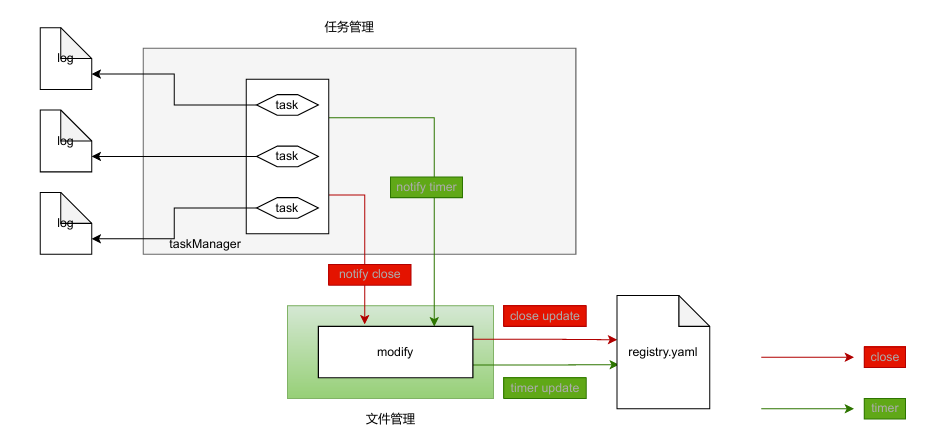 任务管理
log
task
log
task
notify timer
log
task
taskManager
notify close
close update
modify
registry.yaml
close
timer update
timer
文件管理